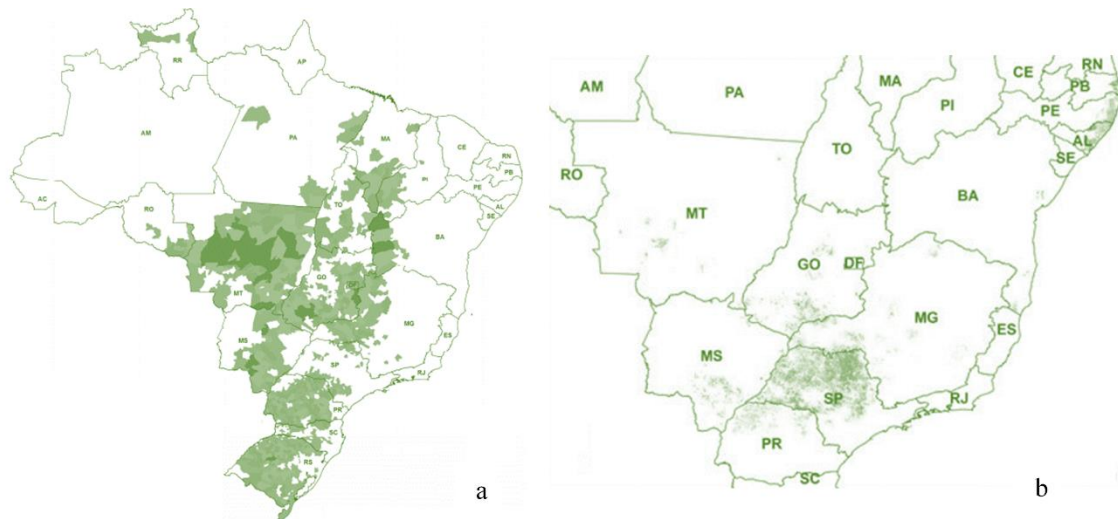 RR
AP
AM
PA
MA
CE
RN
PB
PI
PE
AC
AL
TO
SE
RO
BA
MT
GO
DF
MG
MS
ES
SP
RJ
PR
SC
RS
a
AM
PA
MA
CE
RN
PB
PI
PE
AL
TO
SE
RO
BA
MT
GO
DF
MG
ES
MS
SP
RJ
PR
SC
b